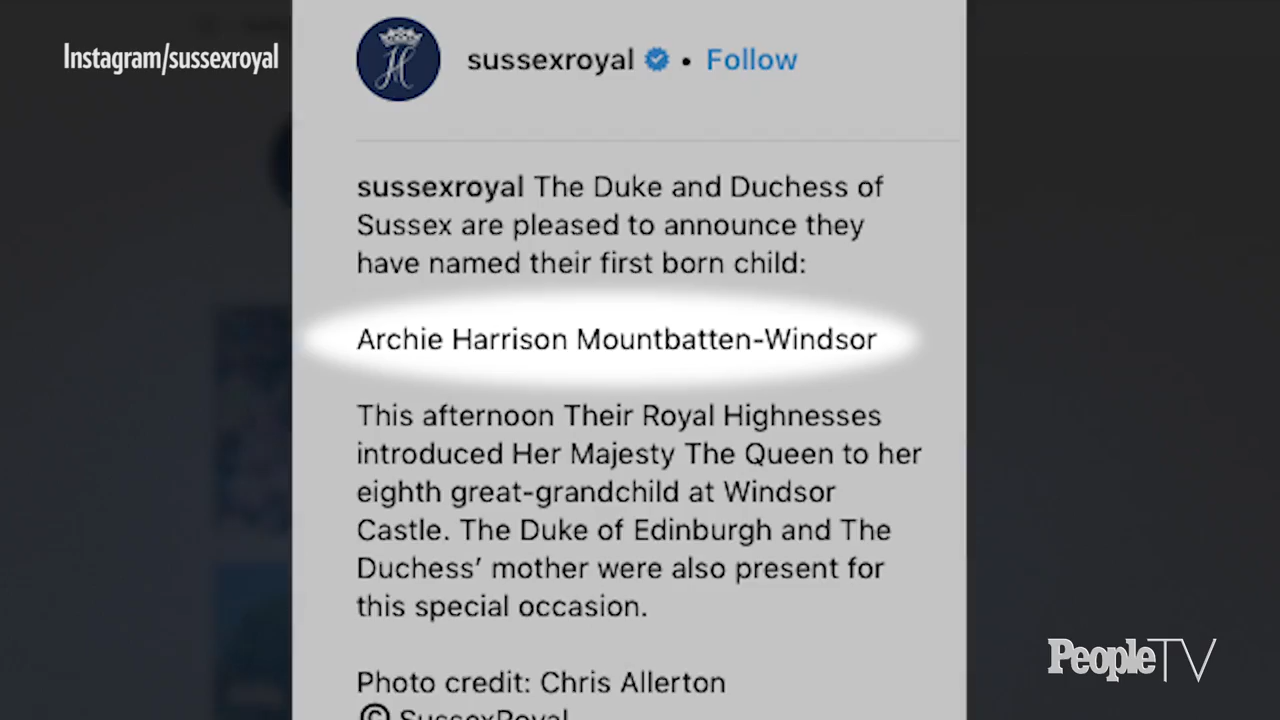 Instagram/sussexroyal
sussexroyal • Follow
sussexroyal The Duke and Duchess of
Sussex are pleased to announce they
have named their first born child:
Archie Harrison Mountbatten-Windsor
This afternoon Their Royal Highnesses
introduced Her Majesty The Queen to her
eighth great-grandchild at Windsor
Castle. The Duke of Edinburgh and The
Duchess’ mother were also present for
this special occasion.
Photo credit: Chris Allerton
© SussexRoyal
PeopleTV